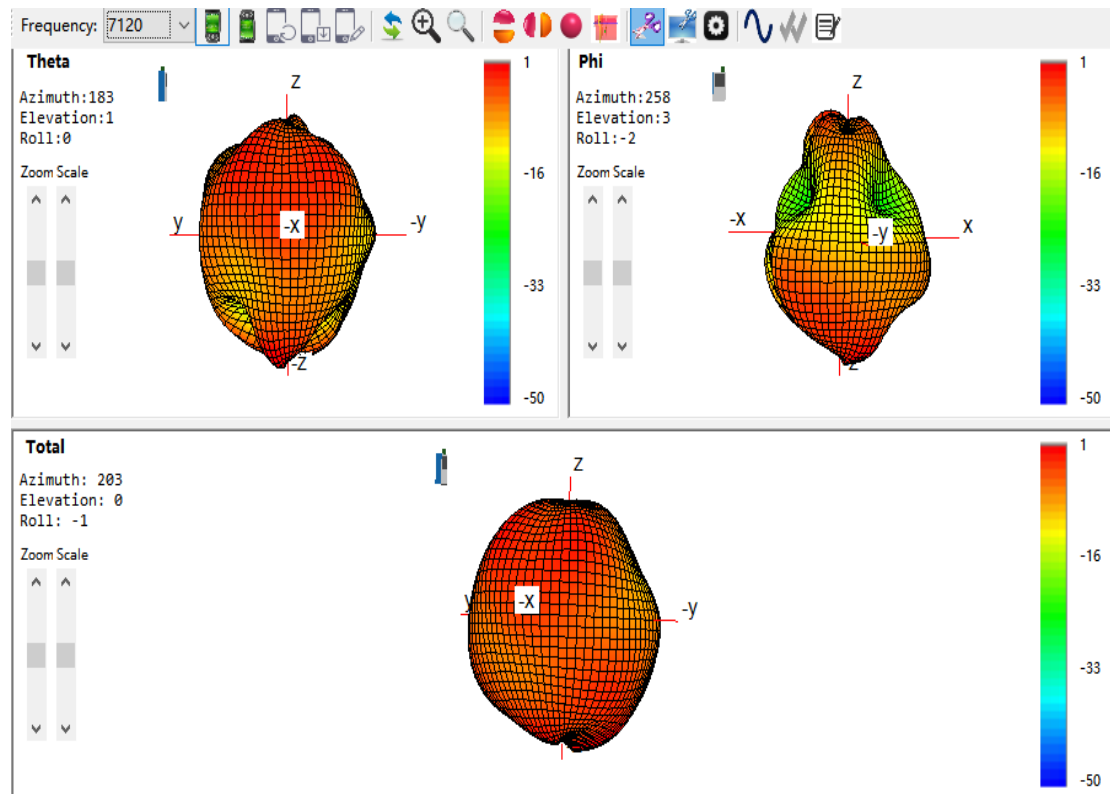 Frequency: 7120
Theta
Azimuth:183
Elevation:1
Roll:0
Zoom Scale
z
y
-x
-y
-z
1
-16
-33
-50
Phi
Azimuth:258
Elevation:3
Roll:-2
Zoom Scale
z
-x
-y
x
1
-16
-33
-50
Total
Azimuth: 203
Elevation: 0
Roll: -1
Zoom Scale
z
y
-x
-y
1
-16
-33
-50